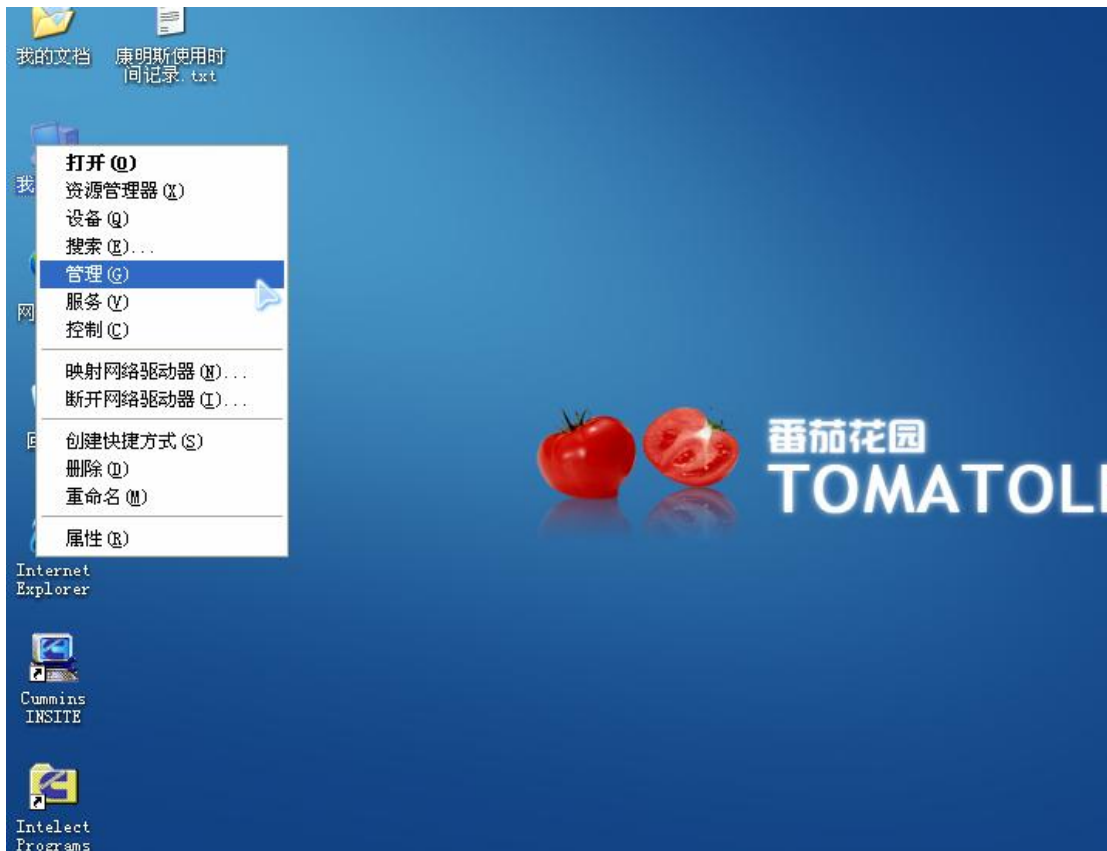 我的文档
康明斯使用时
间记录.txt
我
打开(O)
资源管理器(X)
设备(Q)
搜索(E)...
管理(G)
服务(V)
控制(C)
映射网络驱动器(N)...
断开网络驱动器(I)...
创建快捷方式(S)
删除(D)
重命名(M)
属性(R)
网
番茄花园
TOMATOL
Internet
Explorer
Cummins
INSITE
Intelect
Programs